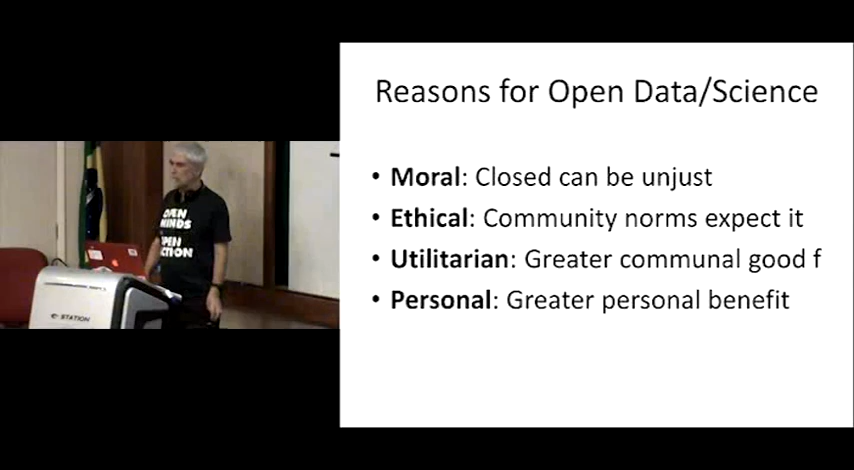 Reasons for Open Data/Science
• Moral: Closed can be unjust
• Ethical: Community norms expect it
• Utilitarian: Greater communal good f
• Personal: Greater personal benefit
OPEN
MINDS
OPEN
ACTION
e-STATION